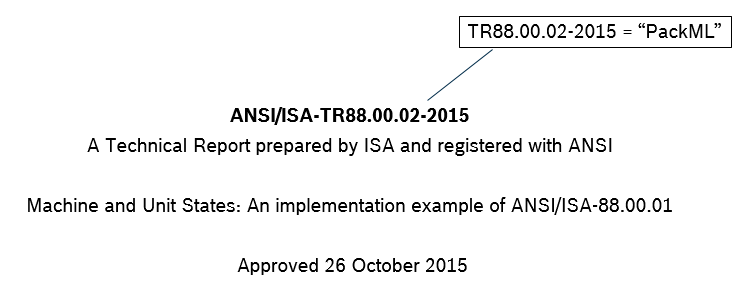 TR88.00.02-2015 = “PackML”
ANSI/ISA-TR88.00.02-2015
A Technical Report prepared by ISA and registered with ANSI
Machine and Unit States: An implementation example of ANSI/ISA-88.00.01
Approved 26 October 2015